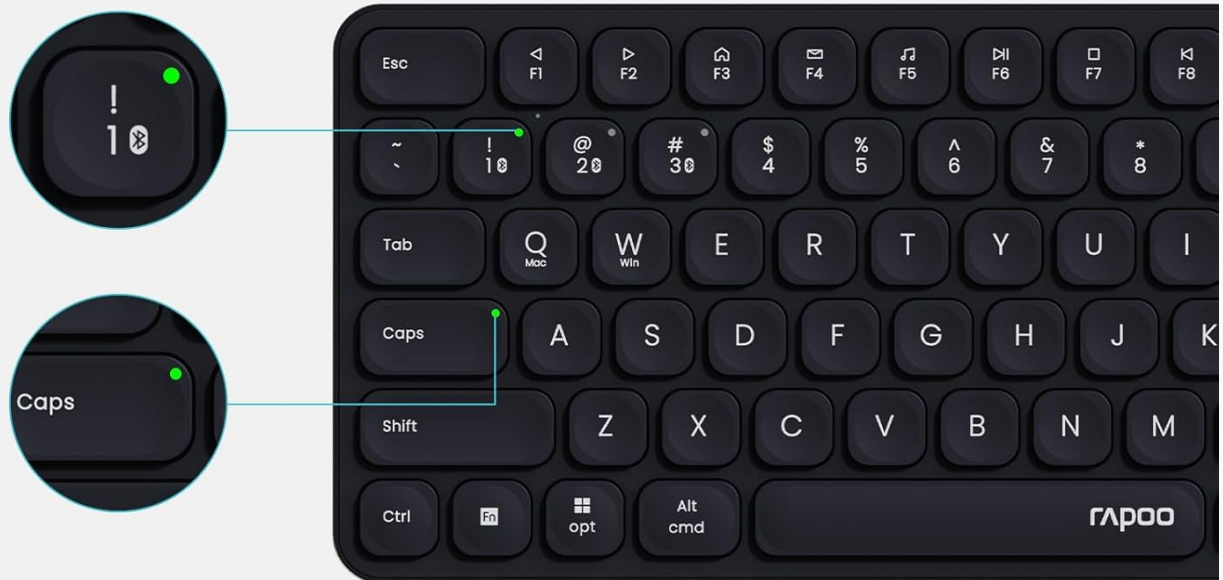 !
1
Caps
Esc
F1
F2
F3
F4
F5
F6
F7
F8
~
`
!
1
@
2
#
3
$
4
%
5
^
6
&
7
*
8
Tab
Q
Mac
W
Win
E
R
T
Y
U
I
Caps
A
S
D
F
G
H
J
K
Shift
Z
X
C
V
B
N
M
Ctrl
Fn
opt
Alt
cmd
rapoo